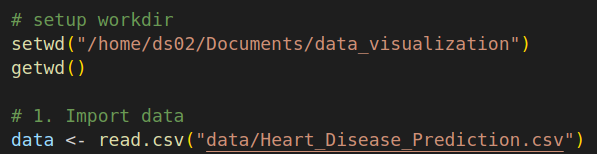 # setup workdir
setwd("/home/ds02/Documents/data_visualization")
getwd()
# 1. Import data
data <- read.csv("data/Heart_Disease_Prediction.csv")